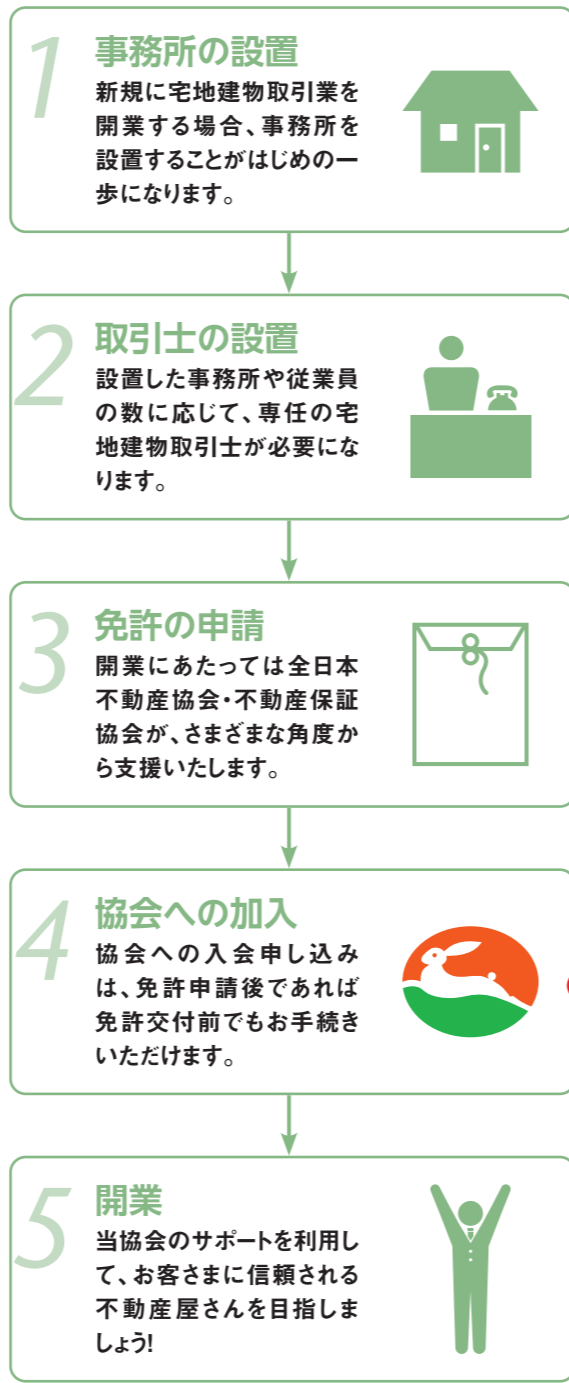 1
事務所の設置
新規に宅地建物取引業を
開業する場合、事務所を
設置することがはじめの一
歩になります。
2
取引士の設置
設置した事務所や従業員
の数に応じて、専任の宅
地建物取引士が必要にな
ります。
3
免許の申請
開業にあたっては全日本
不動産協会・不動産保証
協会が、さまざまな角度か
ら支援いたします。
4
協会への加入
協会への入会申し込み
は、免許申請後であれば
免許交付前でもお手続き
いただけます。
5
開業
当協会のサポートを利用し
て、お客さまに信頼される
不動産屋さんを目指しま
しょう!